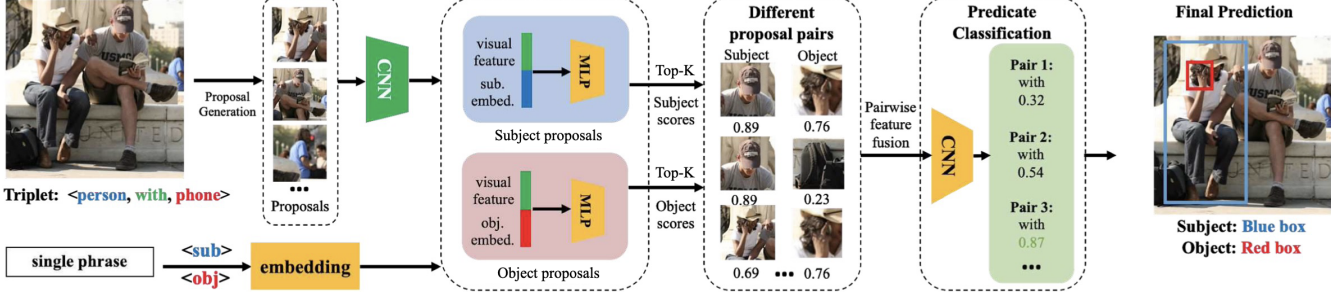 Triplet: <person, with, phone>
single phrase
<sub>
<obj>
embedding
Proposal
Generation
Proposals
CNN
visual
feature
sub.
embed.
MLP
Subject proposals
visual
feature
obj.
embed.
MLP
Object proposals
Top-K
Subject
scores
Top-K
Object
scores
Different
proposal pairs
Subject Object
0.89 0.76
0.89 0.23
0.69 ••• 0.76
Pairwise
feature
fusion
CNN
Predicate
Classification
Pair 1:
with
0.32
Pair 2:
with
0.54
Pair 3:
with
0.87
•••
Final Prediction
Subject: Blue box
Object: Red box
USMC
UNITED